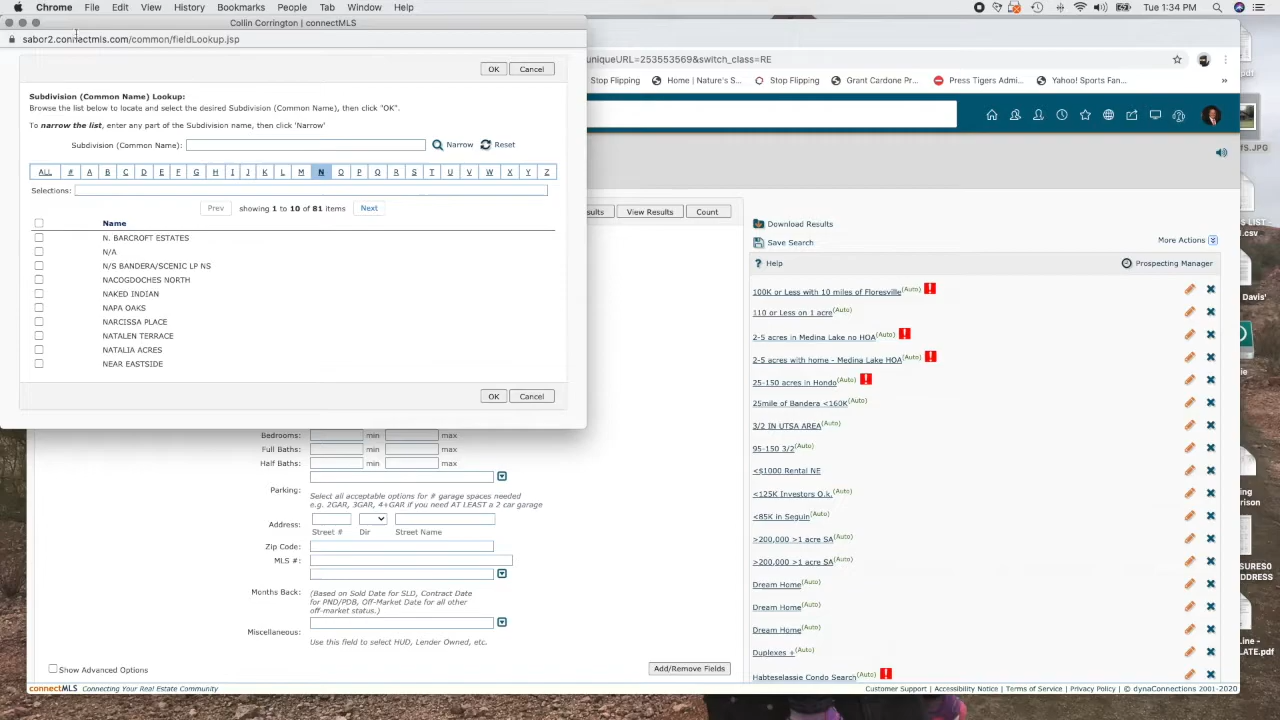 Chrome File Edit View History Bookmarks People Tab Window Help Tue 1:34 PM
Collin Corrington | connectMLS
sabor2.connectmls.com/common/fieldLookup.jsp
uniqueURL=253553569&switch_class=RE
Stop Flipping Home | Nature's S... Stop Flipping Grant Cardone Pr... Press Tigers Admi... Yahoo! Sports Fan... »
OK Cancel
Subdivision (Common Name) Lookup:
Browse the list below to locate and select the desired Subdivision (Common Name), then click "OK".
To narrow the list, enter any part of the Subdivision name, then click 'Narrow'
Subdivision (Common Name): Narrow Reset
ALL # A B C D E F G H I J K L M N O P Q R S T U V W X Y Z
Selections:
Prev showing 1 to 10 of 81 items Next
Name
N. BARCROFT ESTATES
N/A
N/S BANDERA/SCENIC LP NS
NACOGDOCHES NORTH
NAKED INDIAN
NAPA OAKS
NARCISSA PLACE
NATALEN TERRACE
NATALIA ACRES
NEAR EASTSIDE
OK Cancel
View Results Count
Bedrooms: min max
Full Baths: min max
Half Baths: min max
Parking:
Select all acceptable options for # garage spaces needed
e.g. 2GAR, 3GAR, 4+GAR if you need AT LEAST a 2 car garage
Address:
Street # Dir Street Name
Zip Code:
MLS #:
Months Back:
(Based on Sold Date for SLD, Contract Date
for PND/PDB, Off-Market Date for all other
off-market status.)
Miscellaneous:
Use this field to select HUD, Lender Owned, etc.
Show Advanced Options Add/Remove Fields
Download Results
Save Search More Actions
? Help Prospecting Manager
100K or Less with 10 miles of Floresville (Auto)
110 or Less on 1 acre (Auto)
2-5 acres in Medina Lake no HOA (Auto)
2-5 acres with home - Medina Lake HOA (Auto)
25-150 acres in Hondo (Auto)
25mile of Bandera <160K (Auto)
3/2 IN UTSA AREA (Auto)
95-150 3/2 (Auto)
<$1000 Rental NE
<125K Investors O.k. (Auto)
<85K in Seguin (Auto)
>200,000 >1 acre SA (Auto)
>200,000 >1 acre SA (Auto)
Dream Home (Auto)
Dream Home (Auto)
Dream Home (Auto)
Duplexes + (Auto)
Habteselassie Condo Search (Auto)
connectMLS Connecting Your Real Estate Community
Customer Support | Accessibility Notice | Terms of Service | Privacy Policy | © dynaConnections 2001-2020